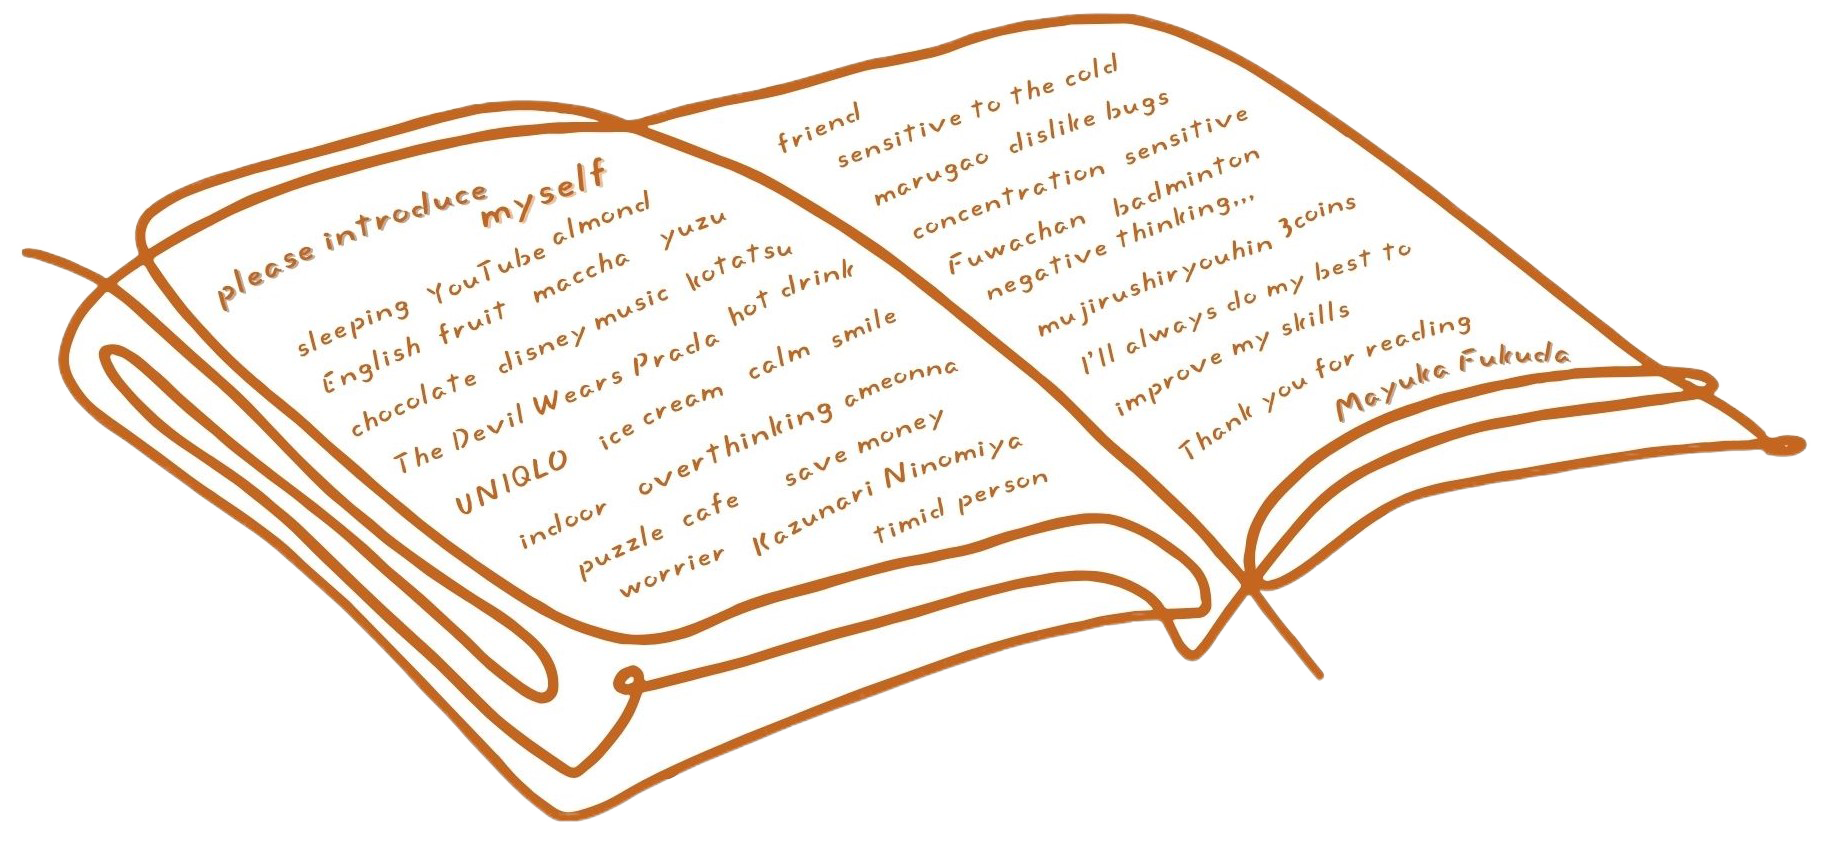 please introduce
myself
sleeping YouTube almond
English fruit maccha yuzu
chocolate disney music kotatsu
The Devil Wears Prada hot drink
UNIQLO ice cream calm smile
indoor overthinking ameonna
puzzle cafe save money
worrier Kazunari Ninomiya
timid person
friend
sensitive to the cold
marugao dislike bugs
concentration sensitive
Fuwachan badminton
negative thinking...
mujirushiryouhin 3coins
I'll always do my best to
improve my skills
Thank you for reading
Mayuka Fukuda